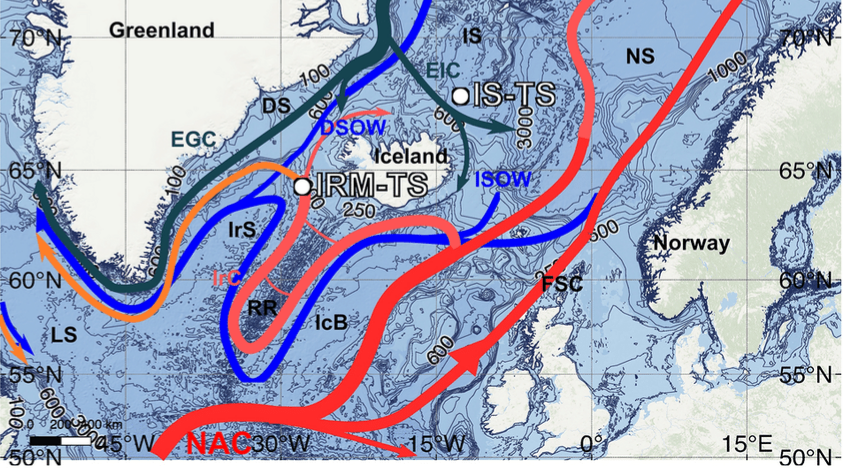 70°N
Greenland
IS
NS
70°N
1000
100
EIC
IS-TS
DS
600
600
3000
DSOW
EGC
Iceland
65°N
65°N
100
ISOW
IRM-TS
250
IrS
500
Norway
600
60°N
IrC
FSC
60°N
RR
IcB
LS
600
55°N
55°N
1000
600
0 200 400 km
45°W
NAC
30°W
15°W
0°
15°E
50°N
50°N